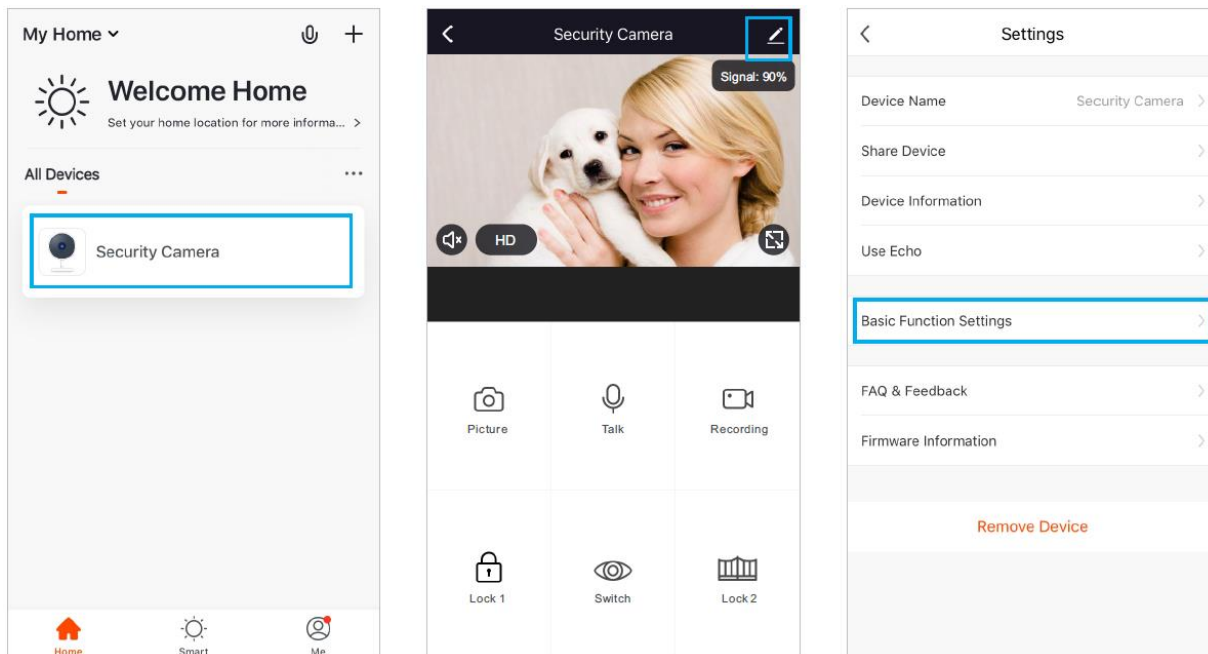 My Home
Welcome Home
Set your home location for more informa...
All Devices
Security Camera
Home
Smart
Me
Security Camera
Signal: 90%
HD
Picture
Talk
Recording
Lock 1
Switch
Lock 2
Settings
Device Name
Security Camera
Share Device
Device Information
Use Echo
Basic Function Settings
FAQ & Feedback
Firmware Information
Remove Device